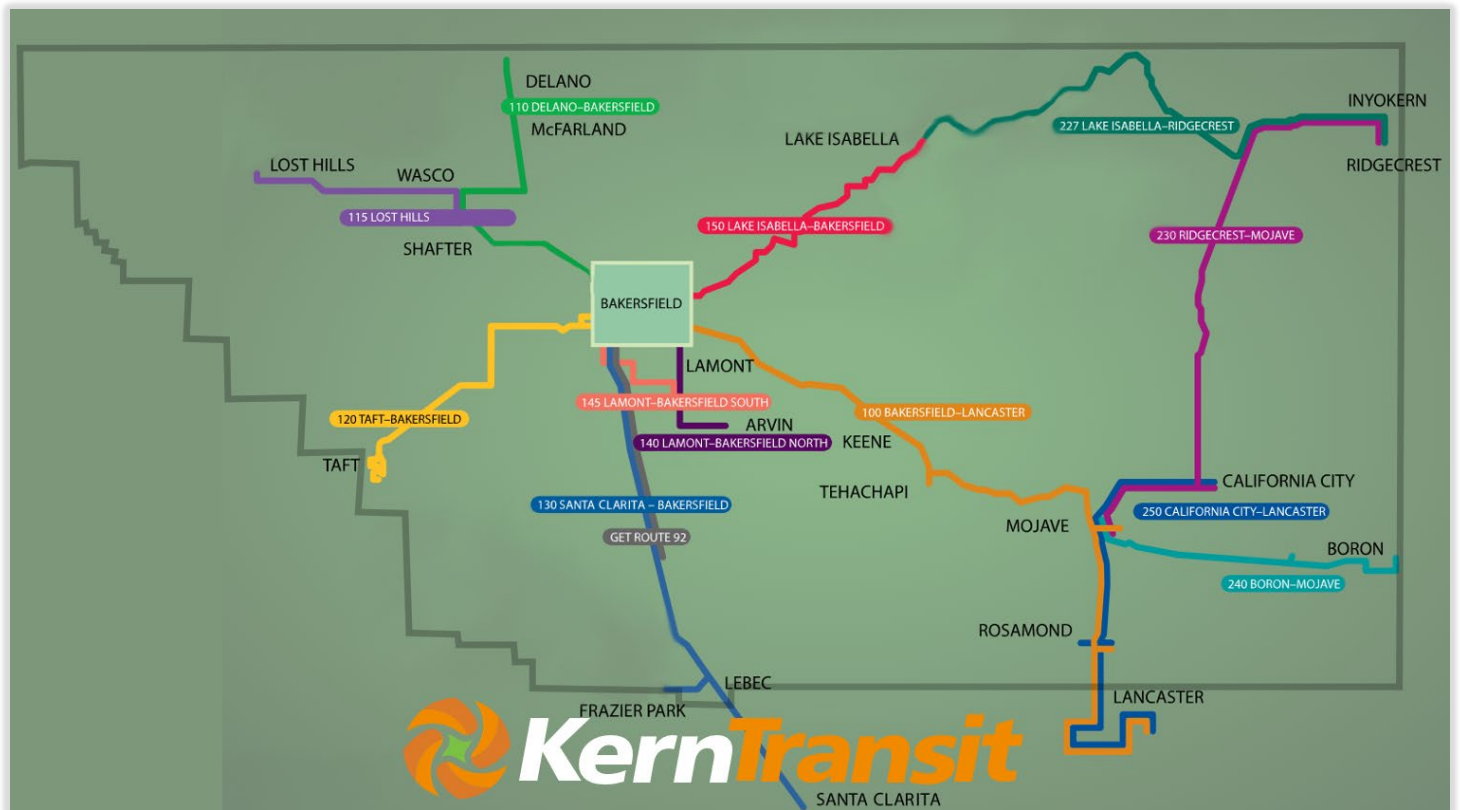 DELANO
110 DELANO–BAKERSFIELD
McFARLAND
INYOKERN
227 LAKE ISABELLA–RIDGECREST
LAKE ISABELLA
RIDGECREST
LOST HILLS
WASCO
115 LOST HILLS
150 LAKE ISABELLA–BAKERSFIELD
230 RIDGECREST–MOJAVE
SHAFTER
BAKERSFIELD
LAMONT
145 LAMONT–BAKERSFIELD SOUTH
100 BAKERSFIELD–LANCASTER
120 TAFT–BAKERSFIELD
ARVIN
140 LAMONT–BAKERSFIELD NORTH
KEENE
TAFT
TEHACHAPI
CALIFORNIA CITY
130 SANTA CLARITA – BAKERSFIELD
250 CALIFORNIA CITY–LANCASTER
MOJAVE
GET ROUTE 92
BORON
240 BORON–MOJAVE
ROSAMOND
LEBEC
LANCASTER
FRAZIER PARK
KernTransit
SANTA CLARITA